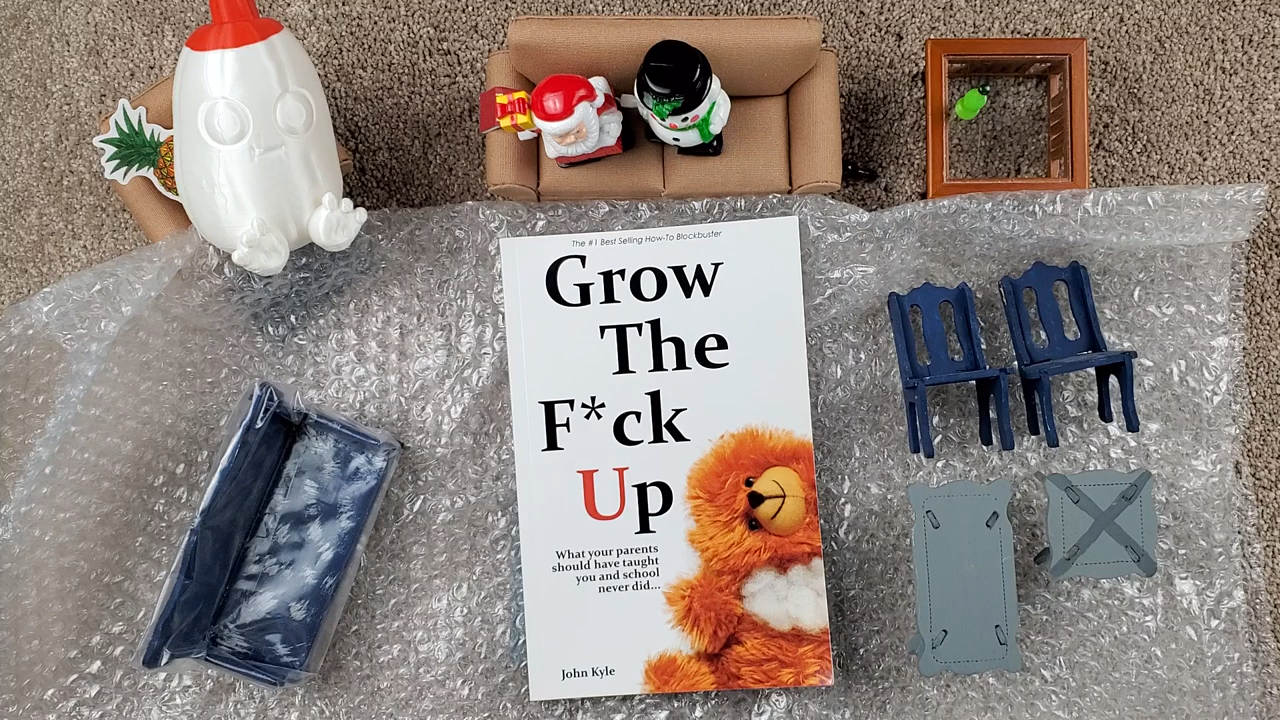 The #1 Best Selling How-To Blockbuster
Grow
The
F*ck
Up
What your parents
should have taught
you and school
never did...
John Kyle